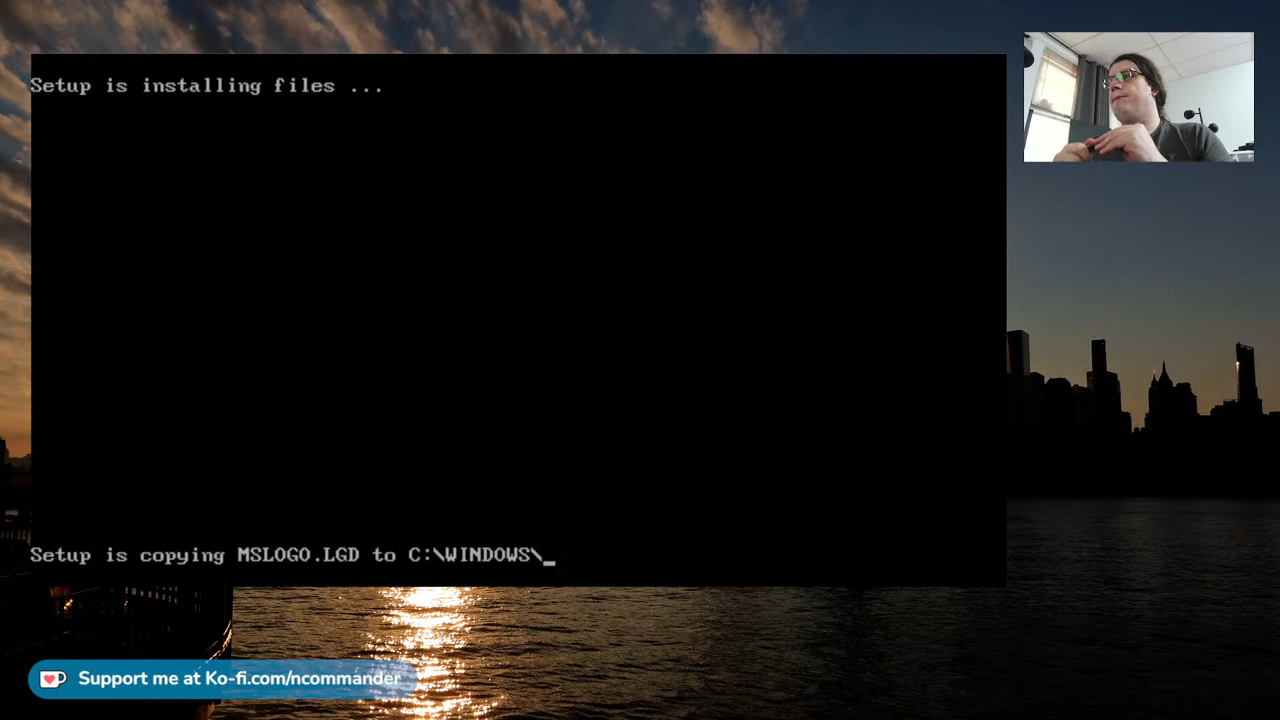 Setup is installing files ...
Setup is copying MSLOGO.LGD to C:\WINDOWS\_
Support me at Ko-fi.com/ncommander